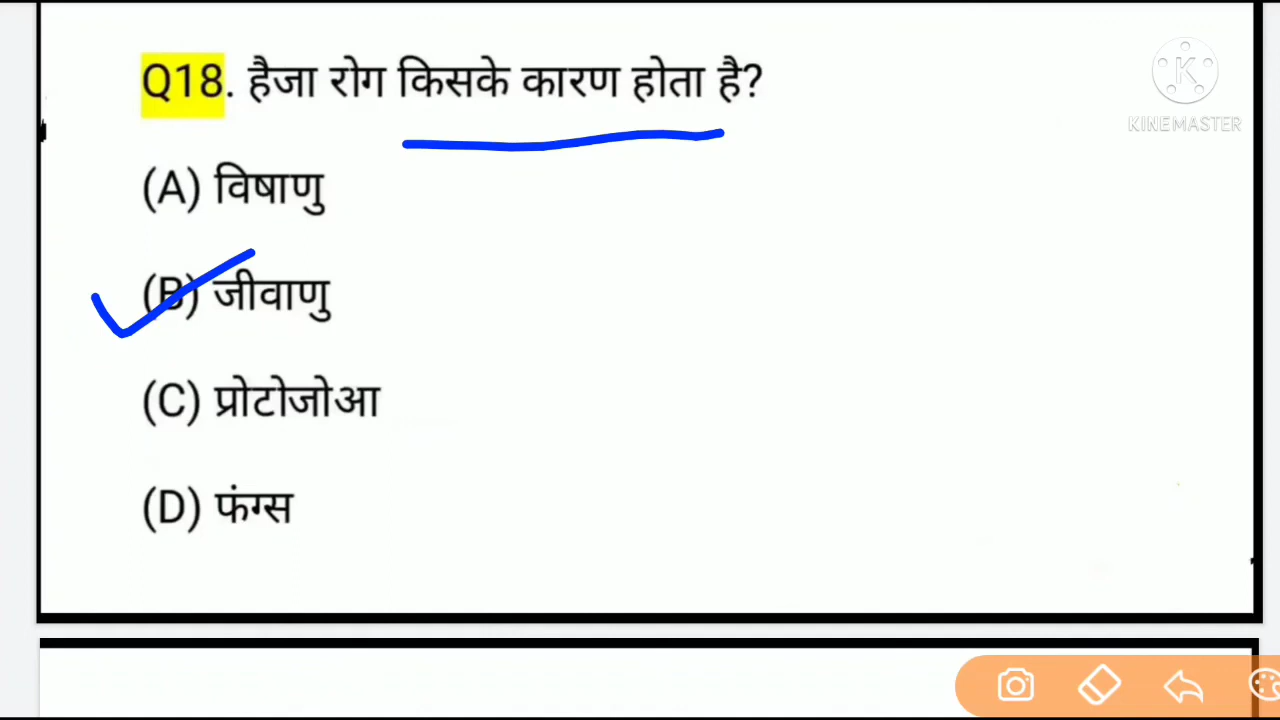 Q18. हैजा रोग किसके कारण होता है?
KINEMASTER
(A) विषाणु
(B) जीवाणु
(C) प्रोटोजोआ
(D) फंग्स